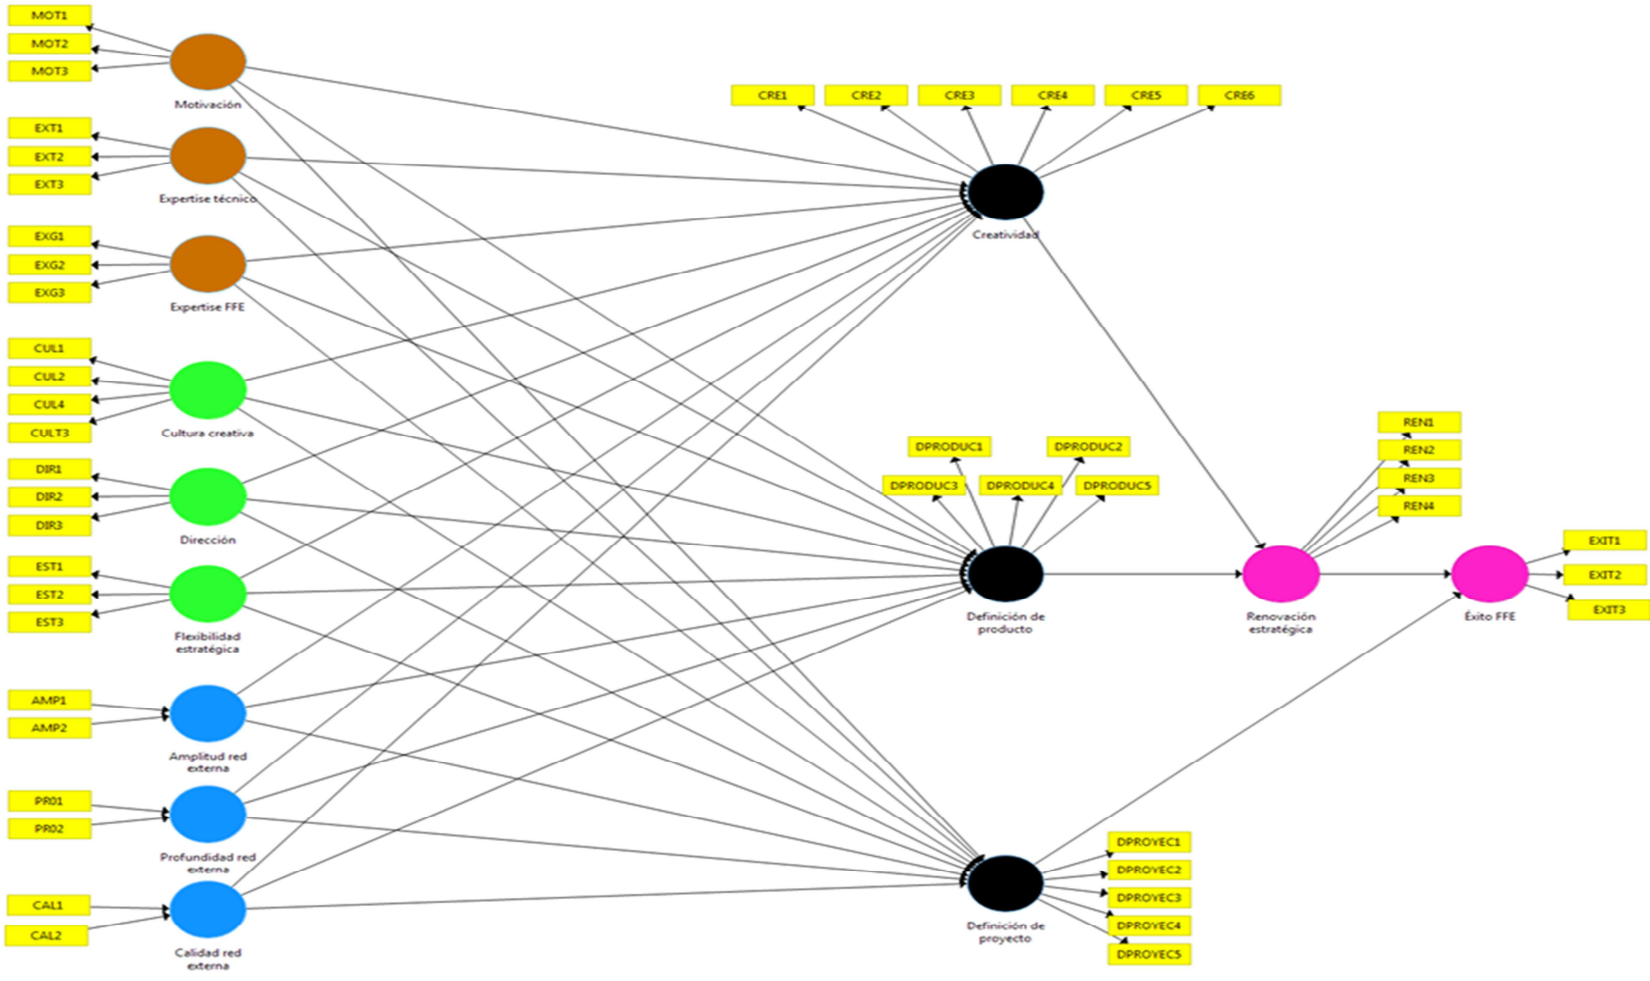 MOT1
MOT2
MOT3
Motivación
EXT1
EXT2
EXT3
Expertise técnico
EXG1
EXG2
EXG3
Expertise FFE
CUL1
CUL2
CUL4
CULT3
Cultura creativa
DIR1
DIR2
DIR3
Dirección
EST1
EST2
EST3
Flexibilidad
estratégica
AMP1
AMP2
Amplitud red
externa
PR01
PR02
Profundidad red
externa
CAL1
CAL2
Calidad red
externa
CRE1
CRE2
CRE3
CRE4
CRE5
CRE6
Creatividad
DPRODUC1
DPRODUC2
DPRODUC3
DPRODUC4
DPRODUC5
Definición de
producto
DPROYEC1
DPROYEC2
DPROYEC3
DPROYEC4
DPROYEC5
Definición de
proyecto
REN1
REN2
REN3
REN4
Renovación
estratégica
EXIT1
EXIT2
EXIT3
Éxito FFE